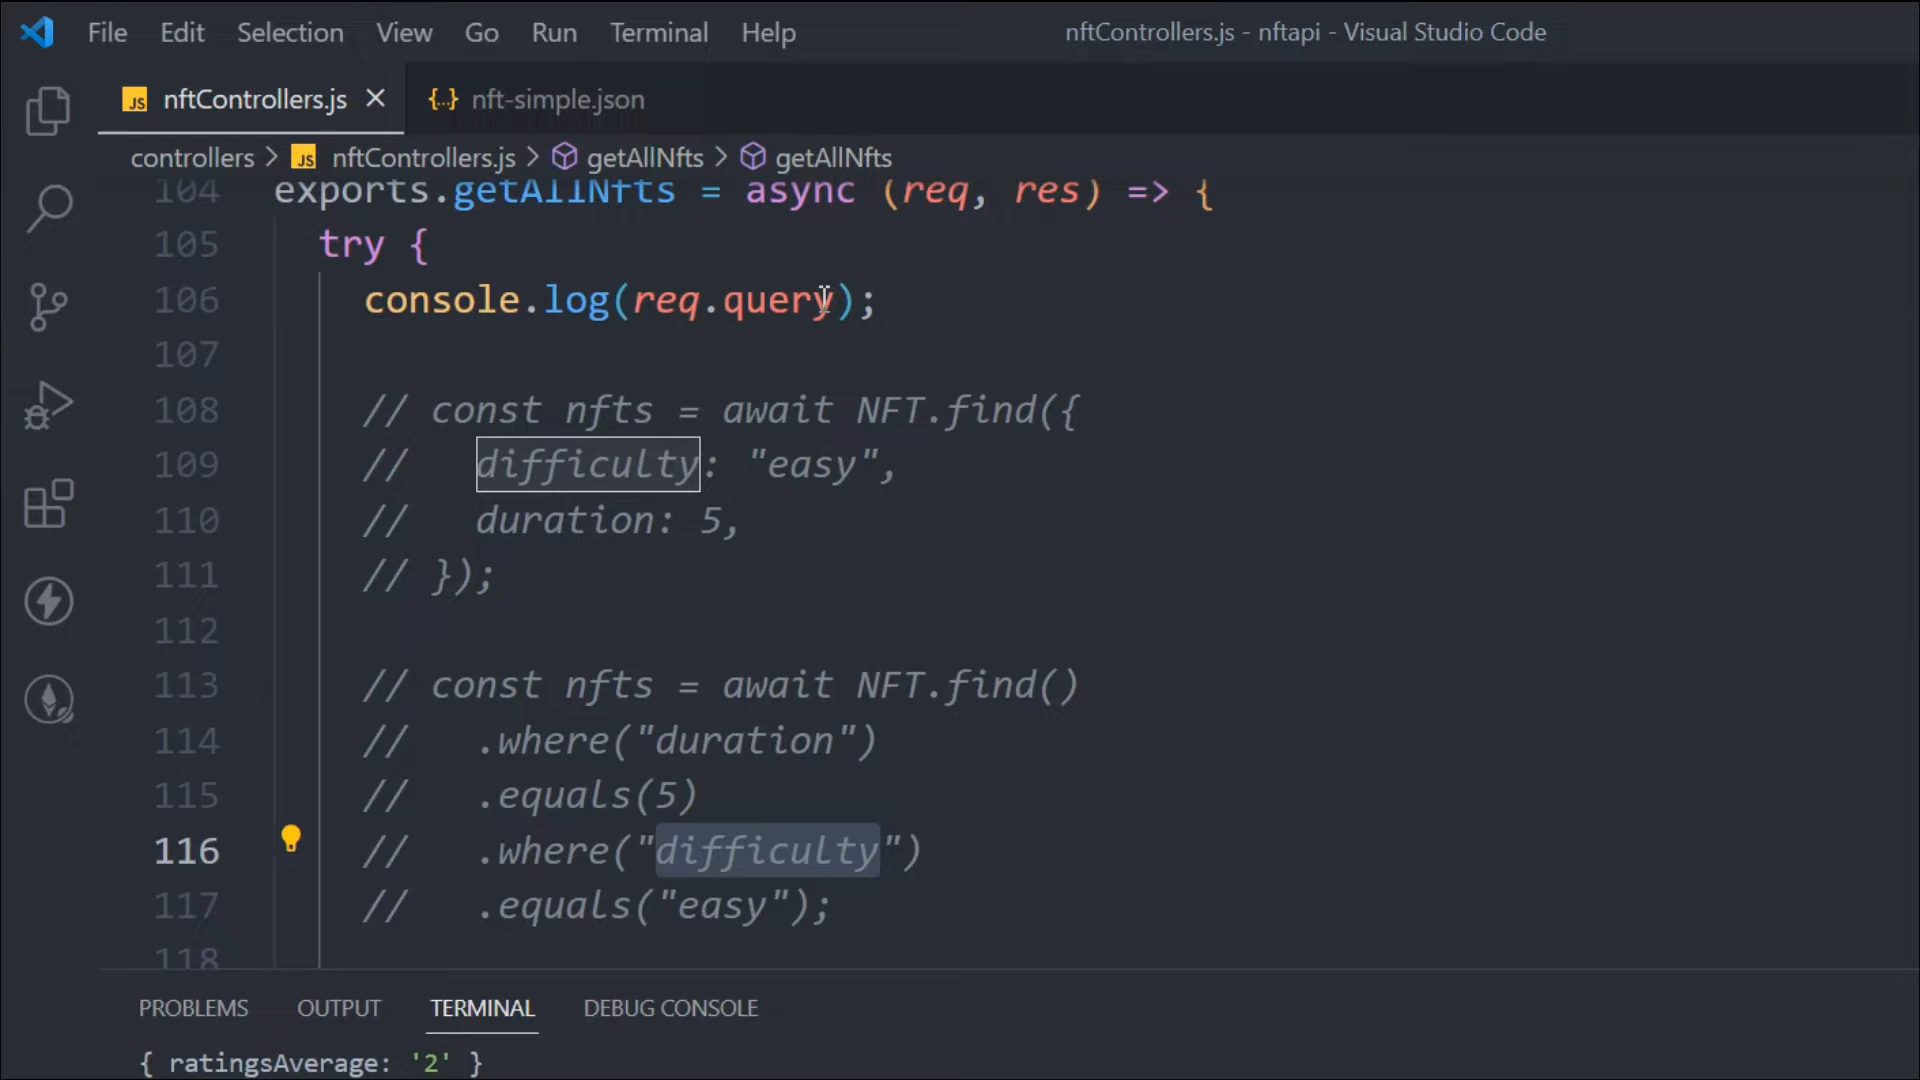 File Edit Selection View Go Run Terminal Help nftControllers.js - nftapi - Visual Studio Code
JS nftControllers.js × {..} nft-simple.json
controllers > JS nftControllers.js > getAllNfts > getAllNfts
104 exports.getAllNfts = async (req, res) => {
105 try {
106 console.log(req.query);
107
108 // const nfts = await NFT.find({
109 // difficulty: "easy",
110 // duration: 5,
111 // });
112
113 // const nfts = await NFT.find()
114 // .where("duration")
115 // .equals(5)
116 // .where("difficulty")
117 // .equals("easy");
118
PROBLEMS OUTPUT TERMINAL DEBUG CONSOLE
{ ratingsAverage: '2' }